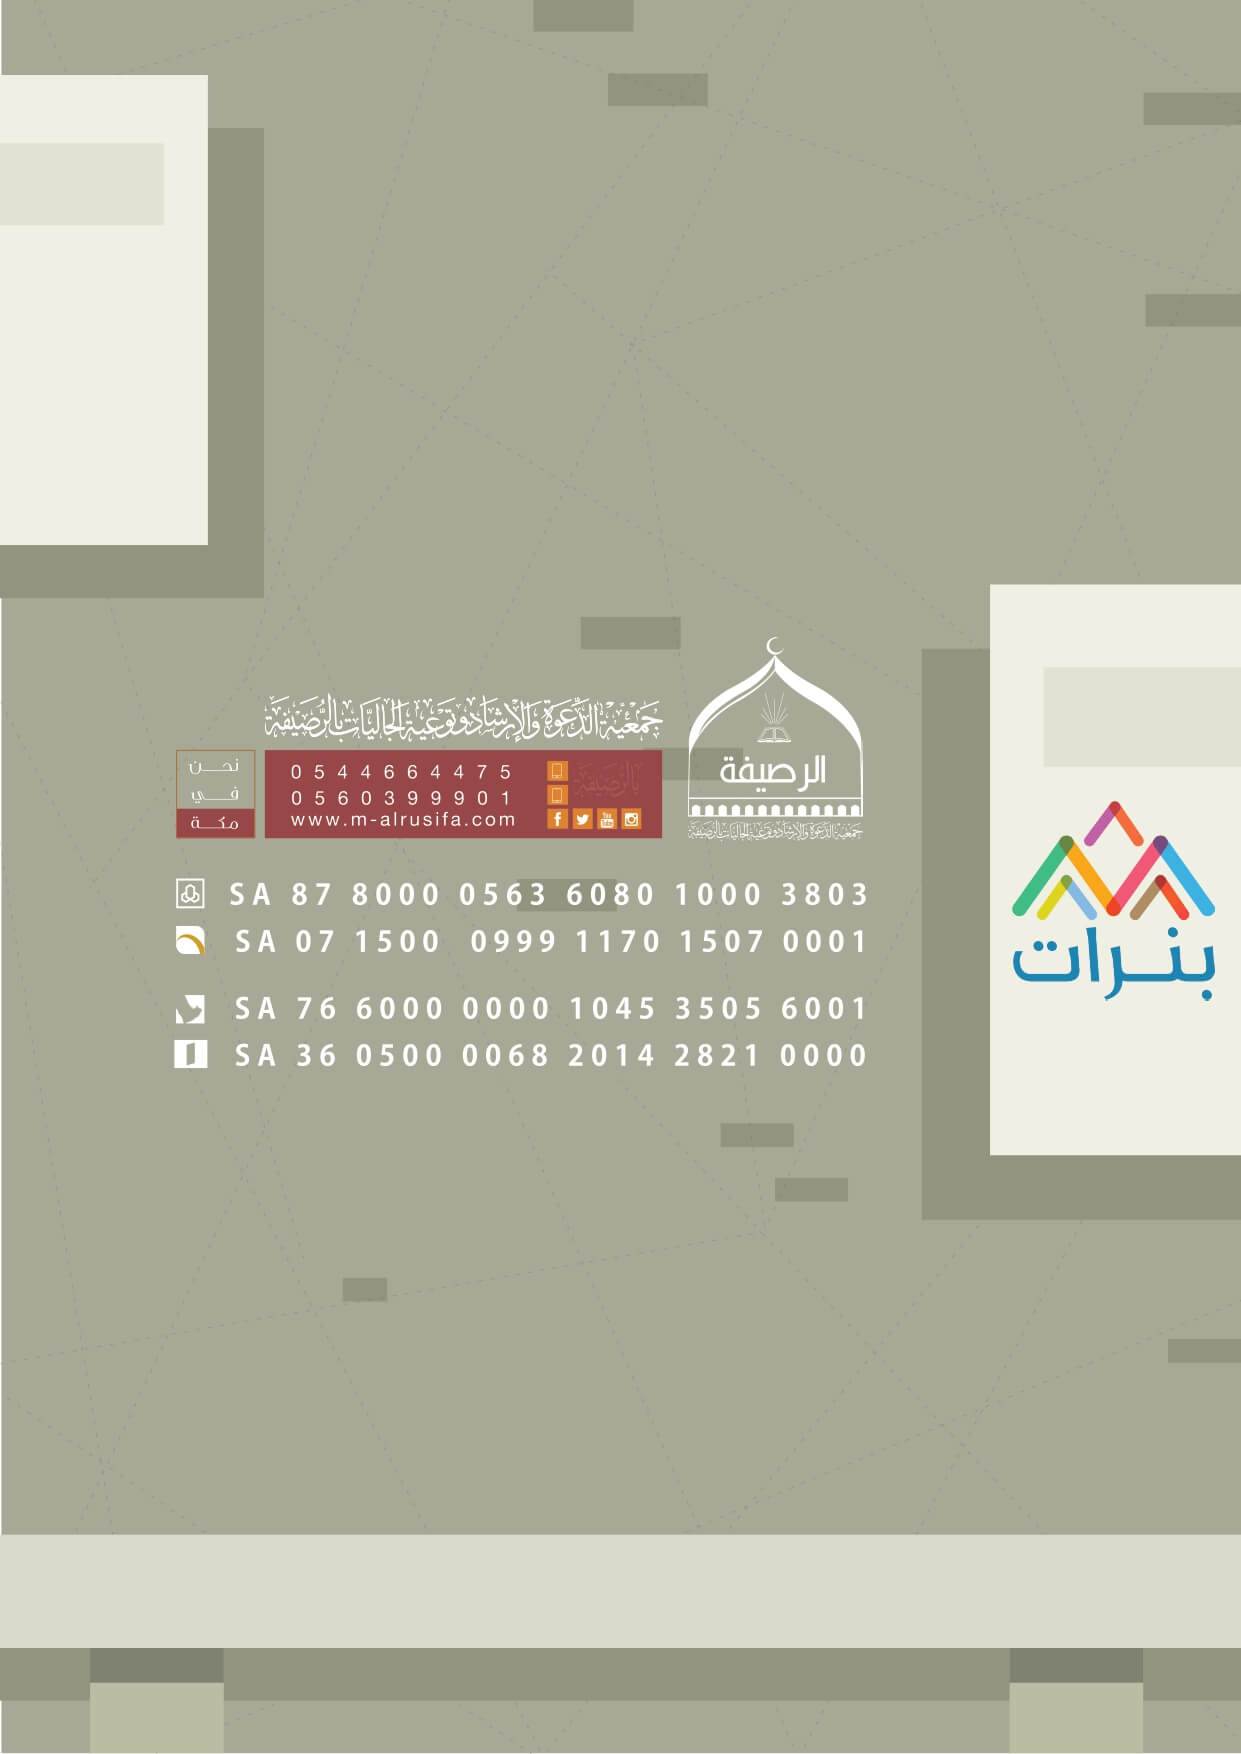 جمعية الدعوة والإرشاد وتوعية الجاليات بالرصيفة
الرصيفة
جمعية الدعوة والإرشاد وتوعية الجاليات بالرصيفة
بالرصيفة
0544664475
0560399901
www.m-alrusifa.com
نحن
في
مكة
SA 87 8000 0563 6080 1000 3803
SA 07 1500 0999 1170 1507 0001
SA 76 6000 0000 1045 3505 6001
SA 36 0500 0068 2014 2821 0000
بنرات